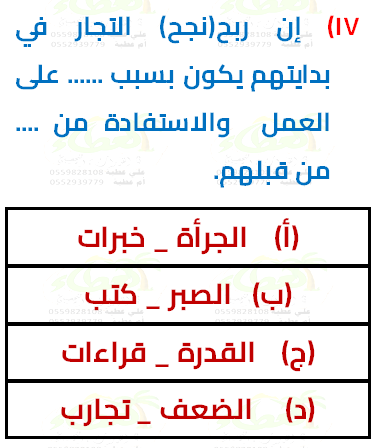 ١٧) إن ربح(نجح) التجار في
بدايتهم يكون بسبب ...... على
العمل والاستفادة من ....
من قبلهم.
(أ) الجرأة _ خبرات
(ب) الصبر _ كتب
(ج) القدرة _ قراءات
(د) الضعف _ تجارب